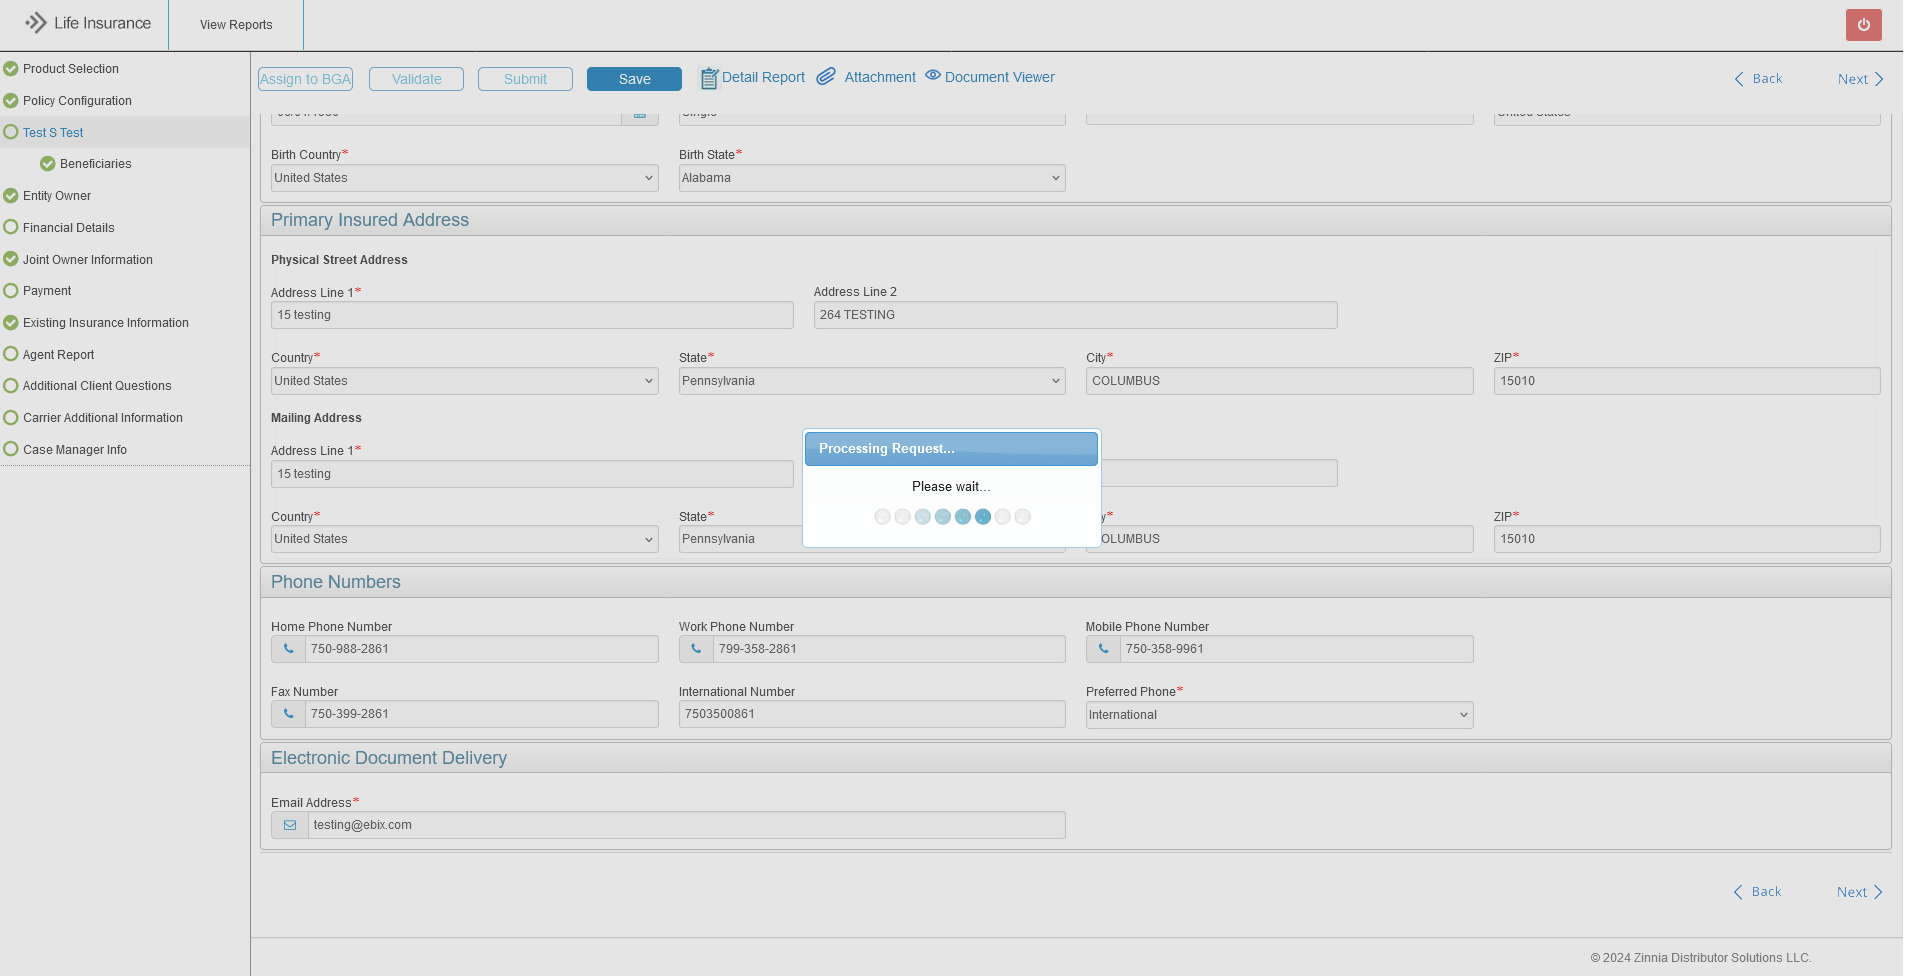 Life Insurance
View Reports
Product Selection
Policy Configuration
Test S Test
Beneficiaries
Entity Owner
Financial Details
Joint Owner Information
Payment
Existing Insurance Information
Agent Report
Additional Client Questions
Carrier Additional Information
Case Manager Info
Assign to BGA Validate Submit Save Detail Report Attachment Document Viewer Back Next
Birth Country* Birth State*
United States Alabama
Primary Insured Address
Physical Street Address
Address Line 1* Address Line 2
15 testing 264 TESTING
Country* State* City* ZIP*
United States Pennsylvania COLUMBUS 15010
Mailing Address
Address Line 1*
15 testing
Processing Request...
Please wait...
Country* State* ZIP*
United States Pennsylvania OLUMBUS 15010
Phone Numbers
Home Phone Number Work Phone Number Mobile Phone Number
750-988-2861 799-358-2861 750-358-9961
Fax Number International Number Preferred Phone*
750-399-2861 7503500861 International
Electronic Document Delivery
Email Address*
testing@ebix.com
Back Next
© 2024 Zinnia Distributor Solutions LLC.